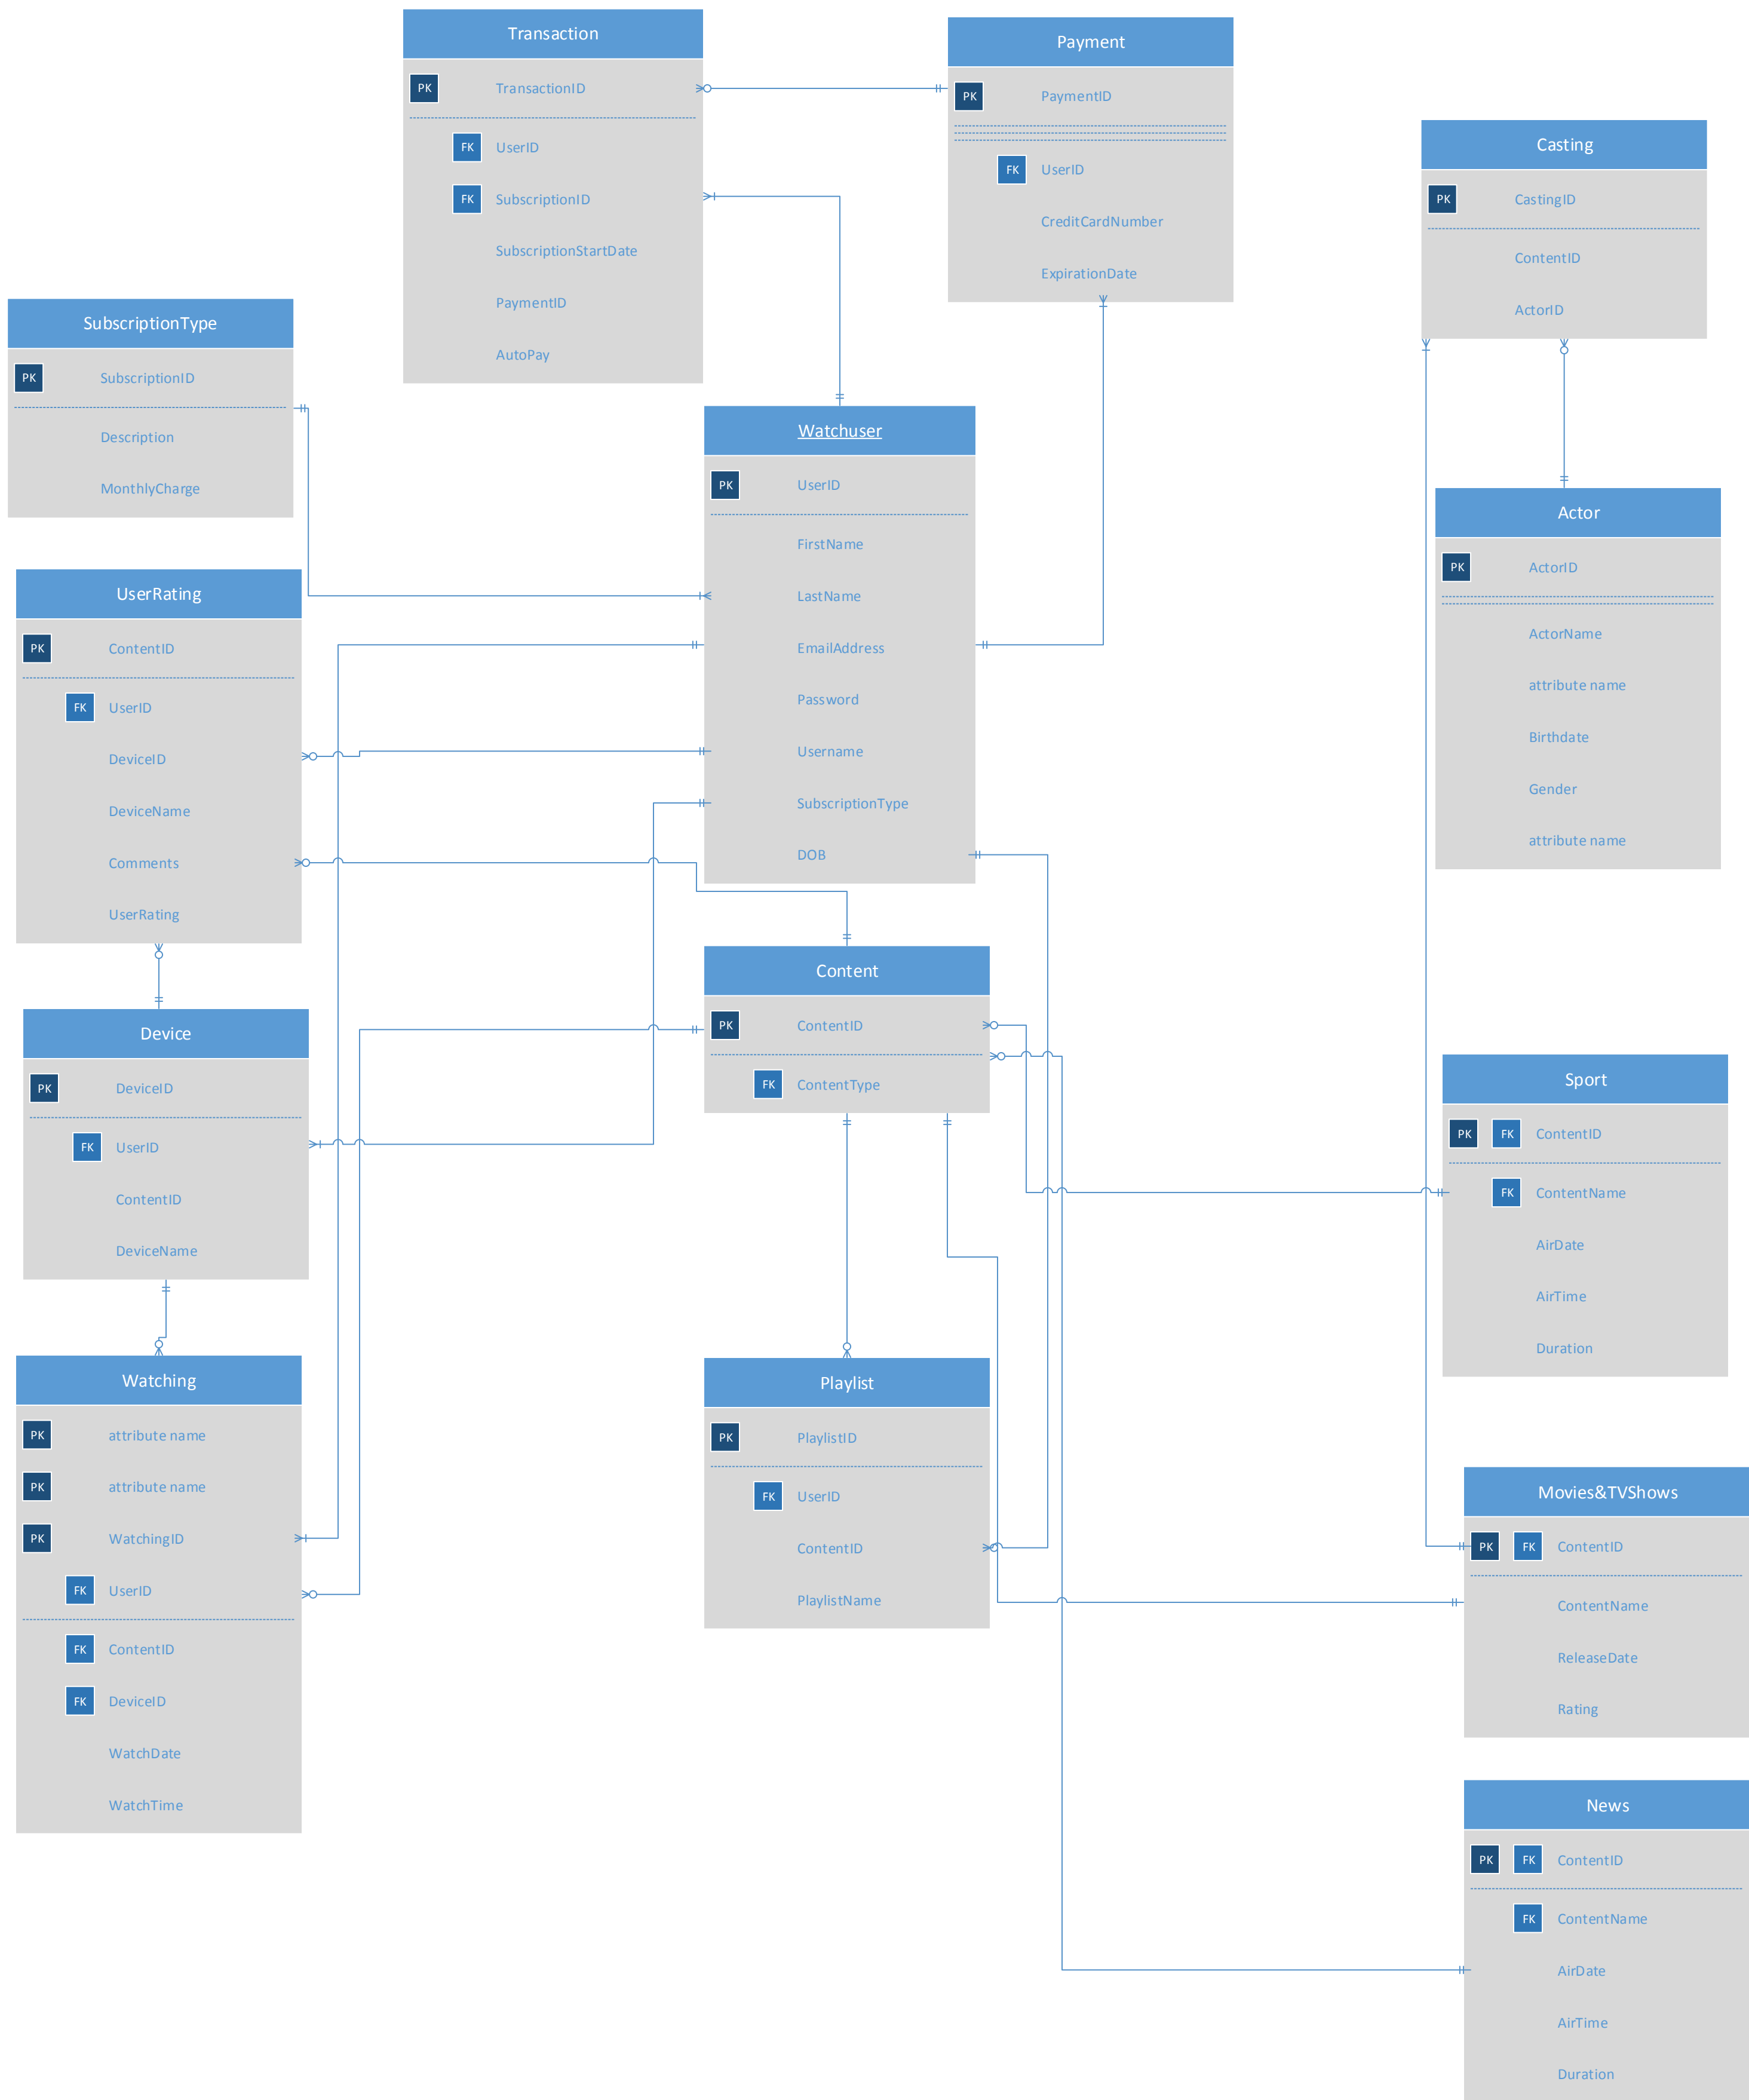 Transaction
PK TransactionID
FK UserID
FK SubscriptionID
SubscriptionStartDate
PaymentID
AutoPay
Payment
PK PaymentID
FK UserID
CreditCardNumber
ExpirationDate
Casting
PK CastingID
ContentID
ActorID
SubscriptionType
PK SubscriptionID
Description
MonthlyCharge
Watchuser
PK UserID
FirstName
LastName
EmailAddress
Password
Username
SubscriptionType
DOB
Actor
PK ActorID
ActorName
attribute name
Birthdate
Gender
attribute name
UserRating
PK ContentID
FK UserID
DeviceID
DeviceName
Comments
UserRating
Content
PK ContentID
FK ContentType
Device
PK DeviceID
FK UserID
ContentID
DeviceName
Sport
PK FK ContentID
FK ContentName
AirDate
AirTime
Duration
Watching
PK attribute name
PK attribute name
PK WatchingID
FK UserID
FK ContentID
FK DeviceID
WatchDate
WatchTime
Playlist
PK PlaylistID
FK UserID
ContentID
PlaylistName
Movies&TVShows
PK FK ContentID
ContentName
ReleaseDate
Rating
News
PK FK ContentID
FK ContentName
AirDate
AirTime
Duration